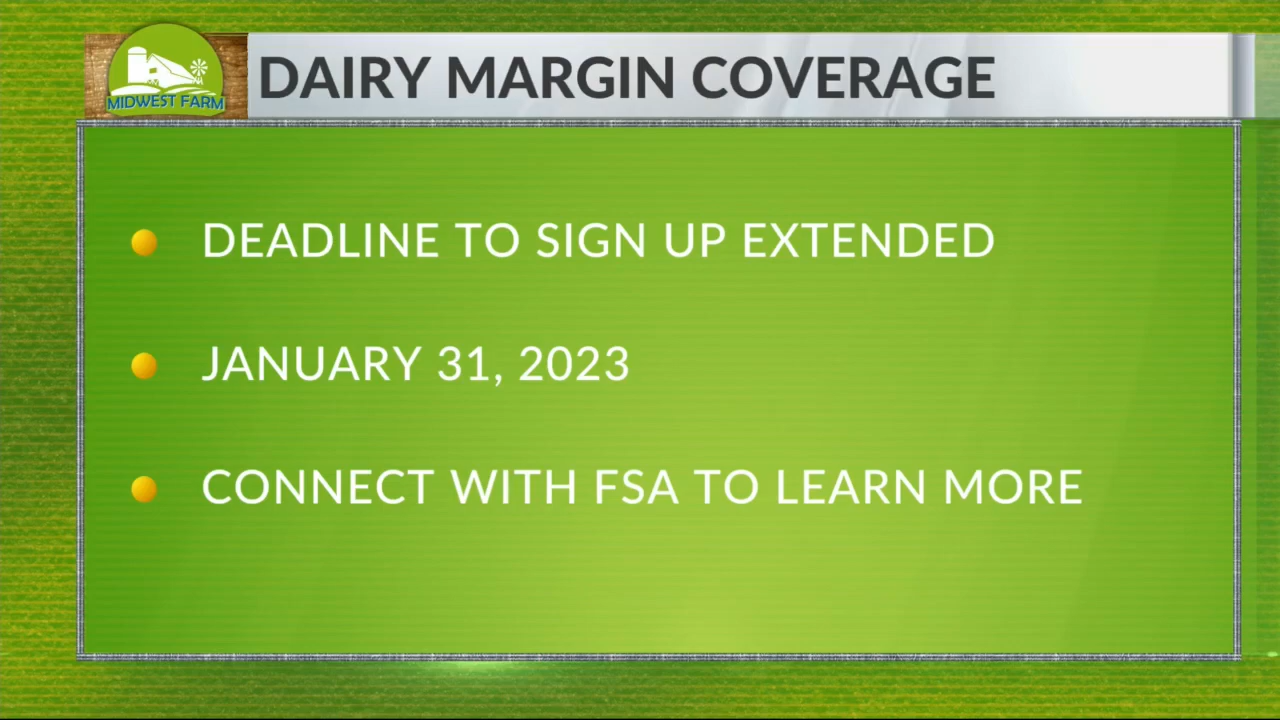 MIDWEST FARM
DAIRY MARGIN COVERAGE
DEADLINE TO SIGN UP EXTENDED
JANUARY 31, 2023
CONNECT WITH FSA TO LEARN MORE